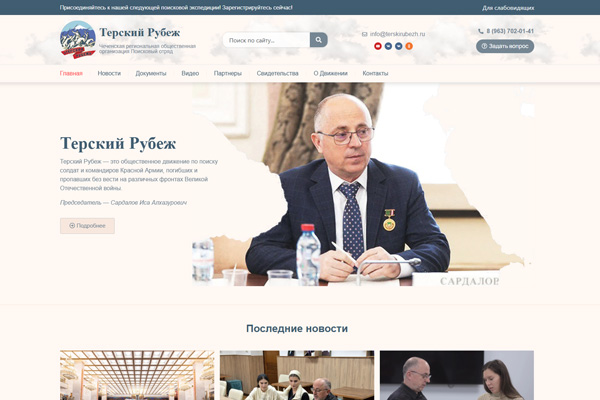 Присоединяйтесь к нашей следующей поисковой экспедиции! Зарегистрируйтесь сейчас!
Для слабовидящих
Терский Рубеж
Чеченская региональная общественная
организация Поисковый отряд
Поиск по сайту...
info@terskirubezh.ru
8 (963) 702-01-41
Задать вопрос
Главная
Новости
Документы
Видео
Партнеры
Свидетельства
О Движении
Контакты
Терский Рубеж
Терский Рубеж — это общественное движение по поиску
солдат и командиров Красной Армии, погибших и
пропавших без вести на различных фронтах Великой
Отечественной войны.
Председатель — Сардалов Иса Алхазурович
Подробнее
САРДАЛОВ
Последние новости